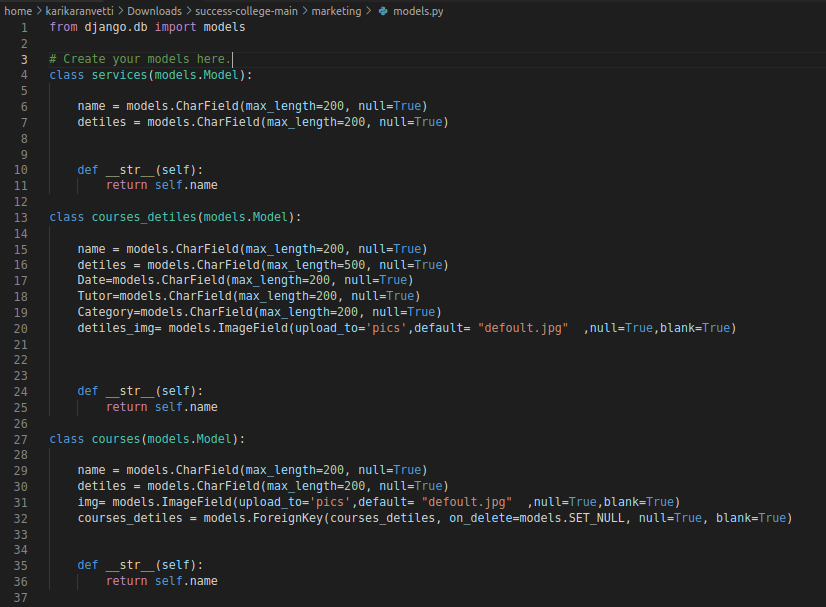 home > karikaranvetti > Downloads > success-college-main > marketing > models.py
1 from django.db import models
2
3 # Create your models here.
4 class services(models.Model):
5
6 name = models.CharField(max_length=200, null=True)
7 detiles = models.CharField(max_length=200, null=True)
8
9
10 def __str__(self):
11 return self.name
12
13 class courses_detiles(models.Model):
14
15 name = models.CharField(max_length=200, null=True)
16 detiles = models.CharField(max_length=500, null=True)
17 Date=models.CharField(max_length=200, null=True)
18 Tutor=models.CharField(max_length=200, null=True)
19 Category=models.CharField(max_length=200, null=True)
20 detiles_img= models.ImageField(upload_to='pics',default= "defoult.jpg"  ,null=True,blank=True)
21
22
23
24 def __str__(self):
25 return self.name
26
27 class courses(models.Model):
28
29 name = models.CharField(max_length=200, null=True)
30 detiles = models.CharField(max_length=200, null=True)
31 img= models.ImageField(upload_to='pics',default= "defoult.jpg"  ,null=True,blank=True)
32 courses_detiles = models.ForeignKey(courses_detiles, on_delete=models.SET_NULL, null=True, blank=True)
33
34
35 def __str__(self):
36 return self.name
37